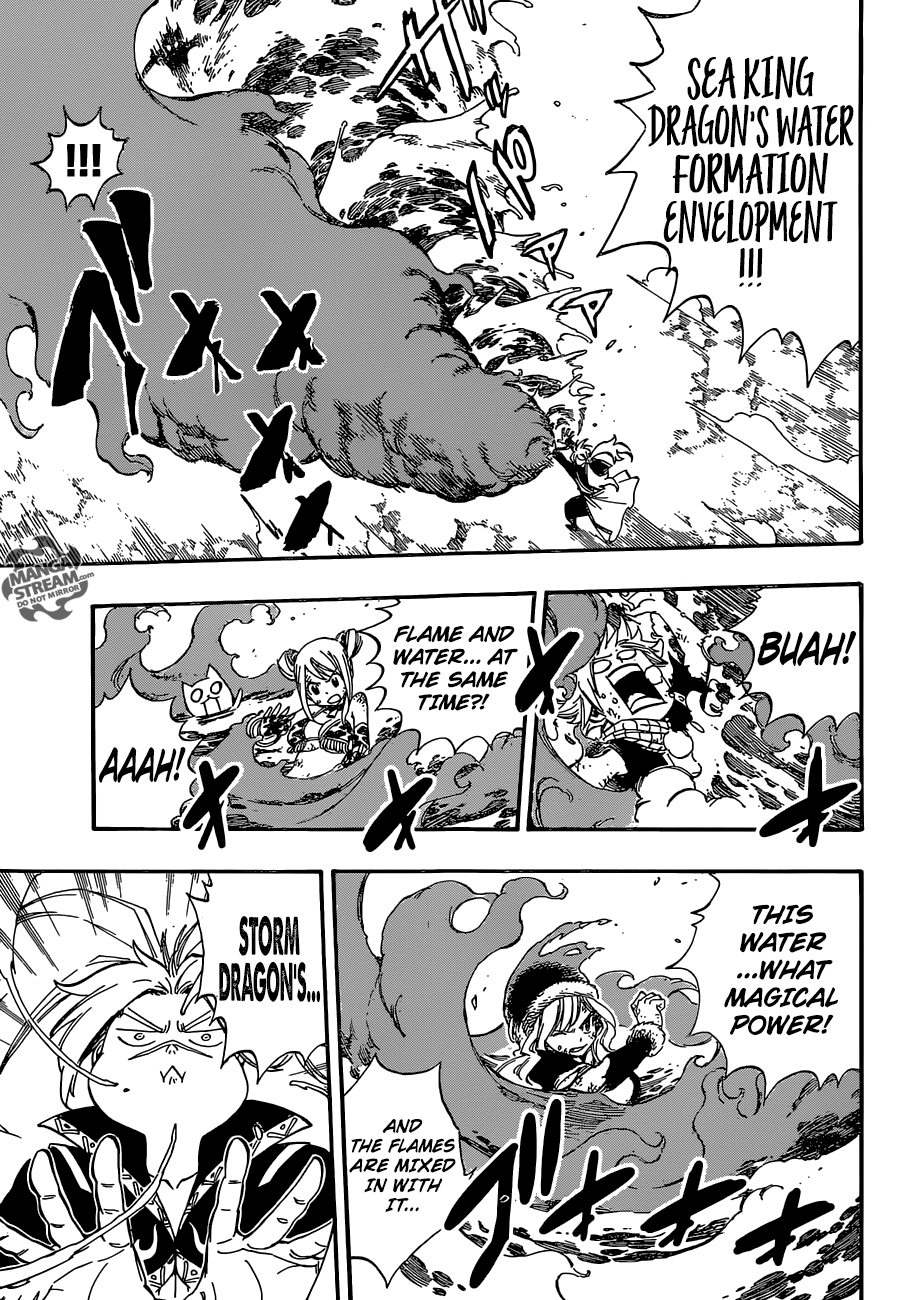 SEA KING
DRAGON'S WATER
FORMATION
ENVELOPMENT
!!!
!!!
MANGA
STREAM.com
DO NOT MIRROR
BUAH!
FLAME AND
WATER... AT
THE SAME
TIME?!
AAAH!
THIS
WATER
...WHAT
MAGICAL
POWER!
AND
THE FLAMES
ARE MIXED
IN WITH
IT...
STORM
DRAGON'S...